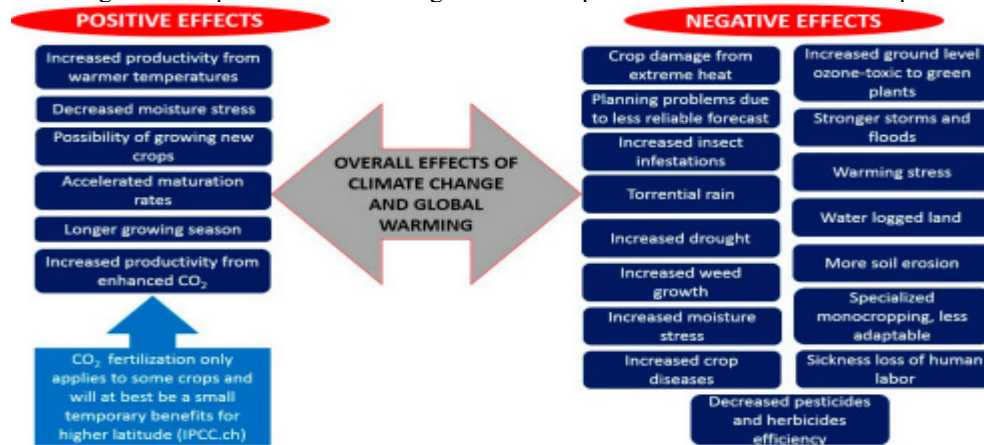 POSITIVE EFFECTS
Increased productivity from
warmer temperatures
Decreased moisture stress
Possibility of growing new
crops
Accelerated maturation
rates
Longer growing season
Increased productivity from
enhanced CO₂
CO₂ fertilization only
applies to some crops and
will at best be a small
temporary benefits for
higher latitude (IPCC.ch)
OVERALL EFFECTS OF
CLIMATE CHANGE
AND GLOBAL
WARMING
NEGATIVE EFFECTS
Crop damage from
extreme heat
Planning problems due
to less reliable forecast
Increased insect
infestations
Torrential rain
Increased drought
Increased weed
growth
Increased moisture
stress
Increased crop
diseases
Increased ground level
ozone-toxic to green
plants
Stronger storms and
floods
Warming stress
Water logged land
More soil erosion
Specialized
monocropping, less
adaptable
Sickness loss of human
labor
Decreased pesticides
and herbicides
efficiency